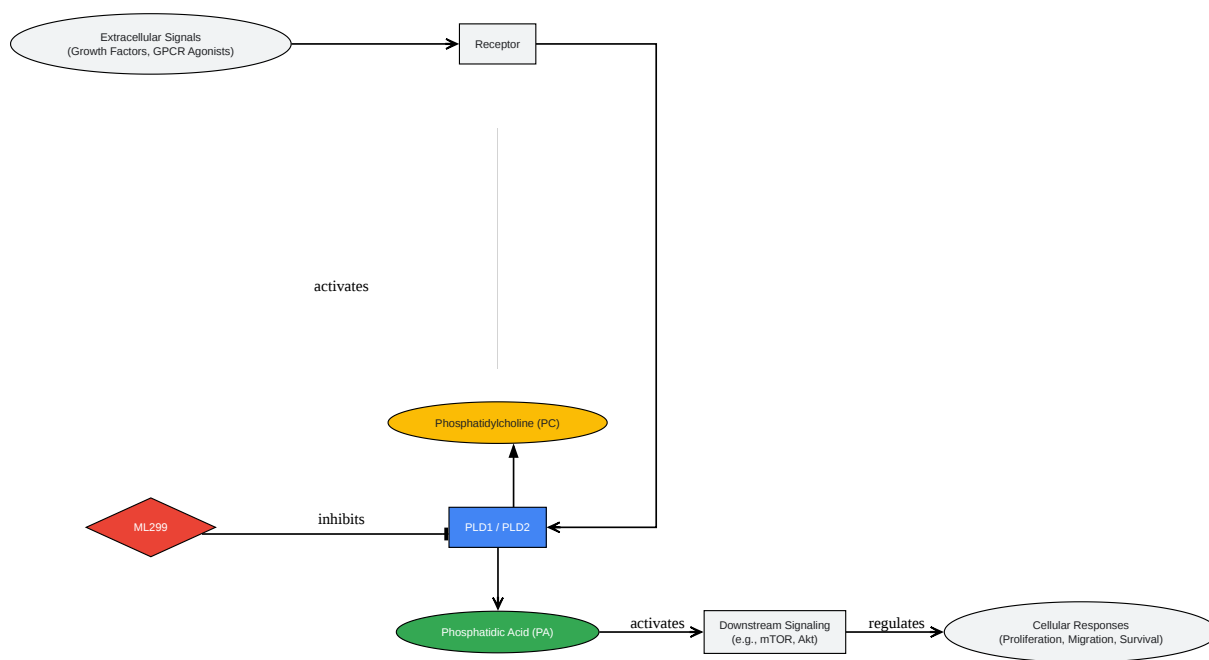 Extracellular Signals
(Growth Factors, GPCR Agonists)
Receptor
activates
Phosphatidylcholine (PC)
ML299
inhibits
PLD1 / PLD2
Phosphatidic Acid (PA)
activates
Downstream Signaling
(e.g., mTOR, Akt)
regulates
Cellular Responses
(Proliferation, Migration, Survival)